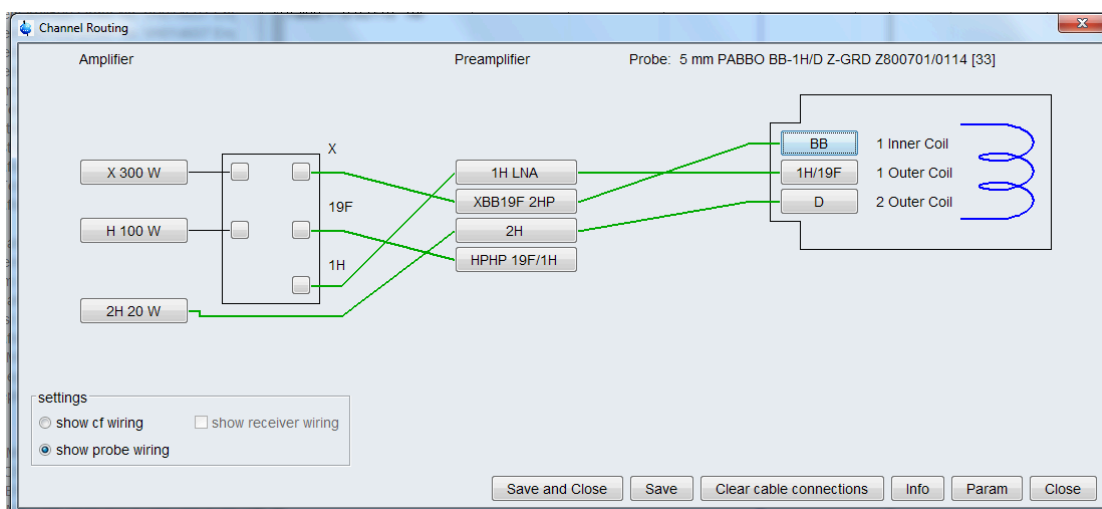 Channel Routing
Amplifier
Preamplifier
Probe: 5 mm PABBO BB-1H/D Z-GRD Z800701/0114 [33]
X 300 W
H 100 W
2H 20 W
X
19F
1H
1H LNA
XBB19F 2HP
2H
HPHP 19F/1H
BB 1 Inner Coil
1H/19F 1 Outer Coil
D 2 Outer Coil
settings
show cf wiring show receiver wiring
show probe wiring
Save and Close Save Clear cable connections Info Param Close